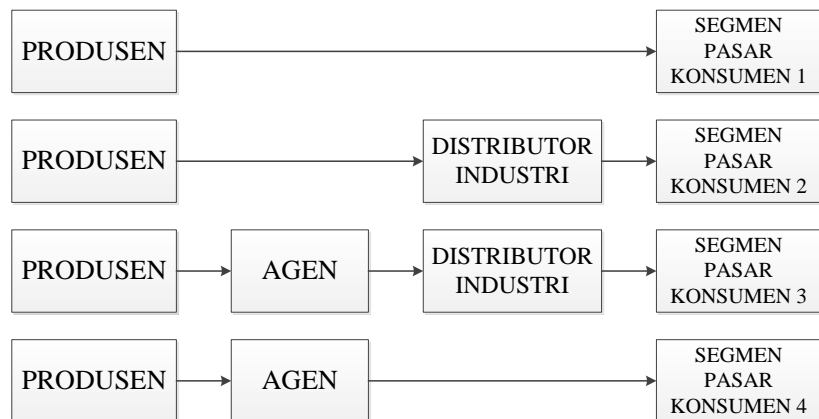 PRODUSEN
SEGMEN
PASAR
KONSUMEN 1
PRODUSEN
DISTRIBUTOR
INDUSTRI
SEGMEN
PASAR
KONSUMEN 2
PRODUSEN
AGEN
DISTRIBUTOR
INDUSTRI
SEGMEN
PASAR
KONSUMEN 3
PRODUSEN
AGEN
SEGMEN
PASAR
KONSUMEN 4